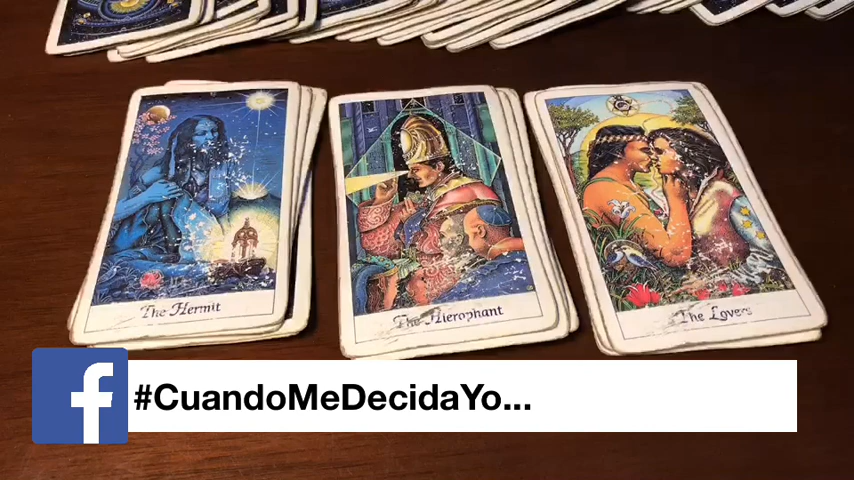 The Hermit
The Hierophant
The Lovers
f
#CuandoMeDecidaYo...